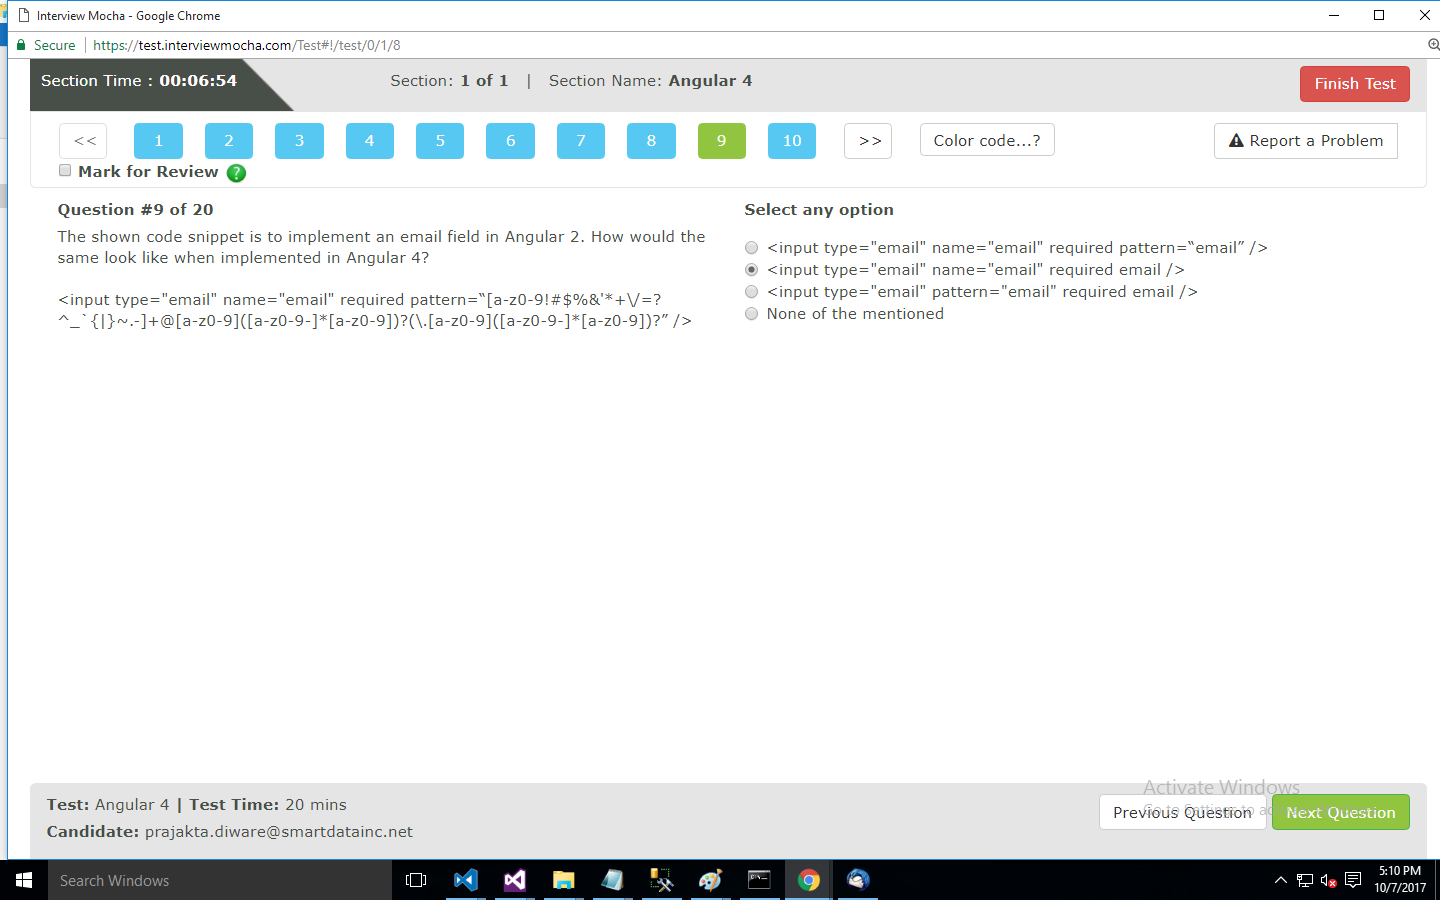 Interview Mocha - Google Chrome
Secure | https://test.interviewmocha.com/Test#!/test/0/1/8
Section Time : 00:06:54
Section: 1 of 1 | Section Name: Angular 4
Finish Test
<< 1 2 3 4 5 6 7 8 9 10 >> Color code...? Report a Problem
Mark for Review ?
Question #9 of 20
The shown code snippet is to implement an email field in Angular 2. How would the
same look like when implemented in Angular 4?
<input type="email" name="email" required pattern=“[a-z0-9!#$%&'*+\/=?
^_`{|}~.-]+@[a-z0-9]([a-z0-9-]*[a-z0-9])?(\.[a-z0-9]([a-z0-9-]*[a-z0-9])?” />
Select any option
<input type="email" name="email" required pattern=“email” />
<input type="email" name="email" required email />
<input type="email" pattern="email" required email />
None of the mentioned
Test: Angular 4 | Test Time: 20 mins
Candidate: prajakta.diware@smartdatainc.net
Activate Windows
Go to Settings to
Previous Question
Next Question
Search Windows
5:10 PM
10/7/2017